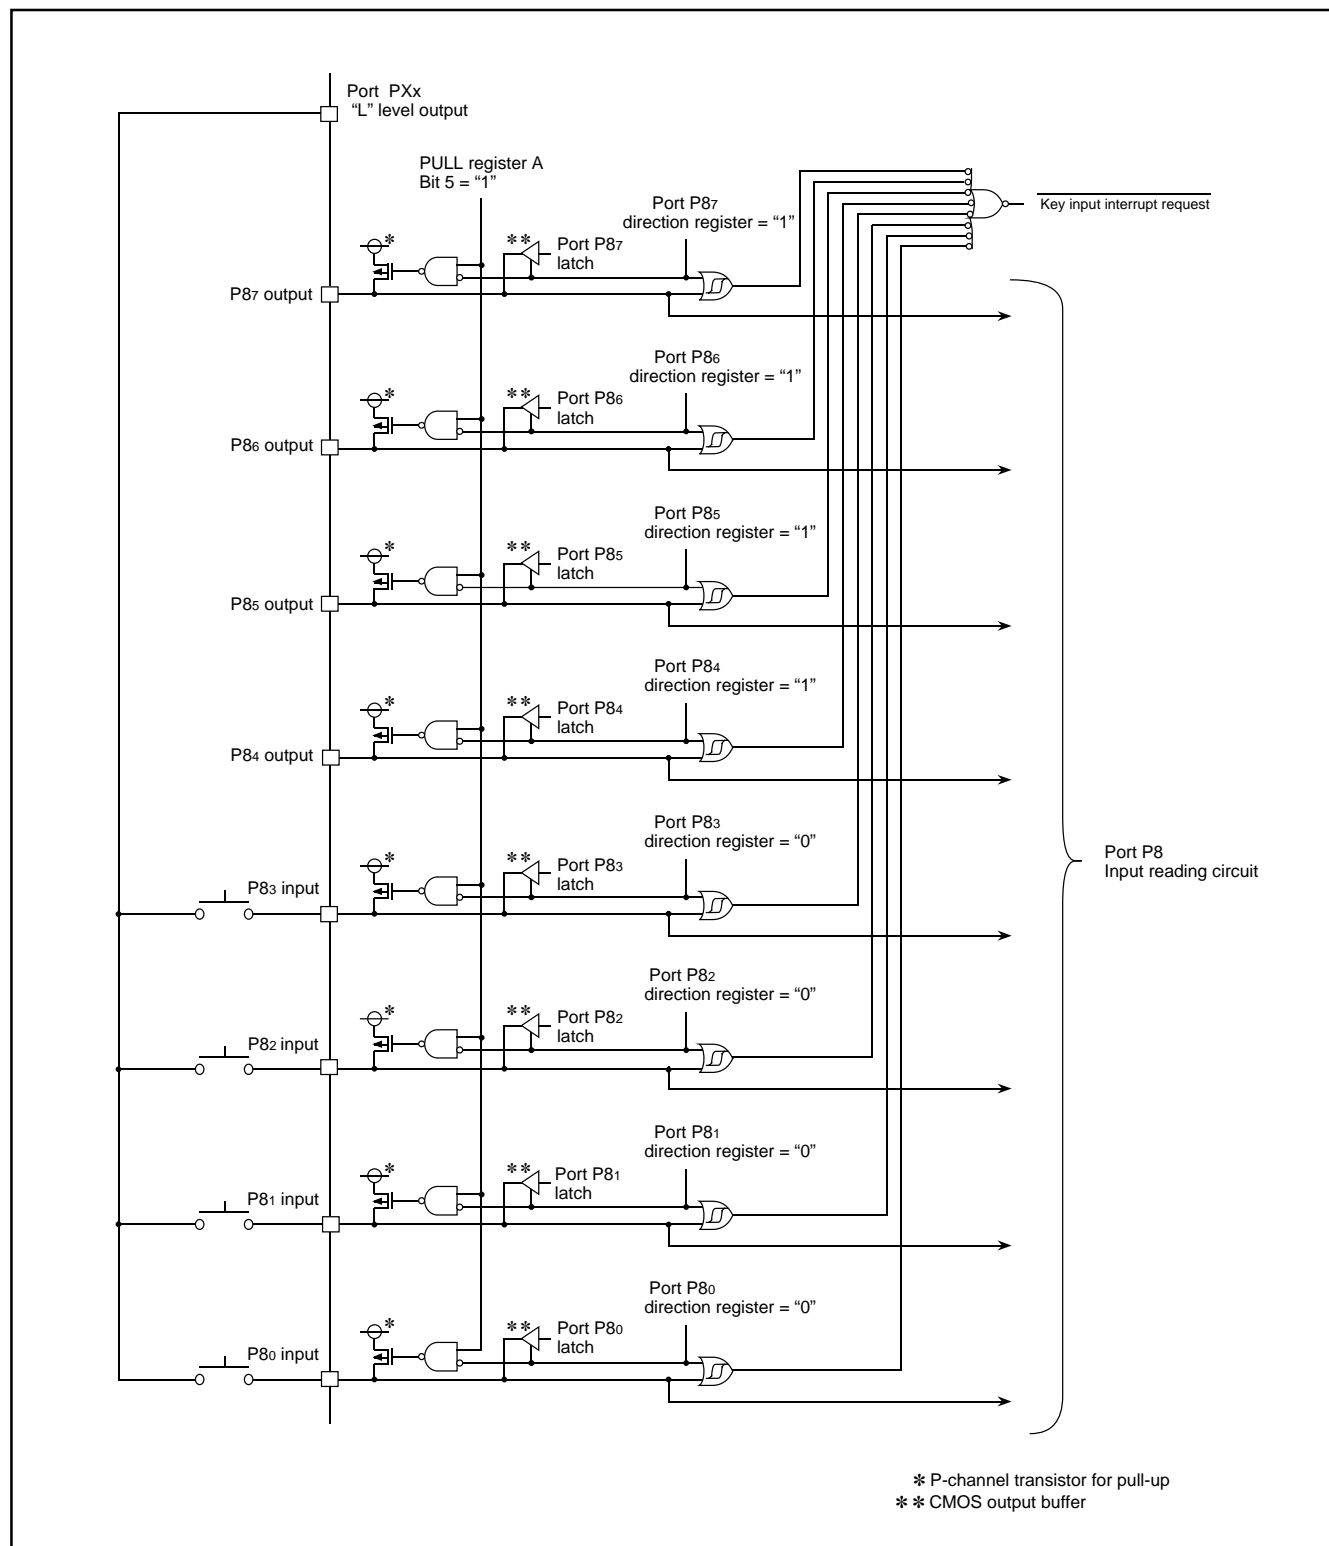 Port PXx
“L” level output
PULL register A
Bit 5 = “1”
Key input interrupt request
Port P87
direction register = “1”
*
**
Port P87
latch
P87 output
Port P86
direction register = “1”
*
**
Port P86
latch
P86 output
Port P85
direction register = “1”
*
**
Port P85
latch
P85 output
Port P84
direction register = “1”
*
**
Port P84
latch
P84 output
Port P83
direction register = “0”
*
**
Port P83
latch
P83 input
Port P8
Input reading circuit
Port P82
direction register = “0”
*
**
Port P82
latch
P82 input
Port P81
direction register = “0”
*
**
Port P81
latch
P81 input
Port P80
direction register = “0”
*
**
Port P80
latch
P80 input
* P-channel transistor for pull-up
** CMOS output buffer